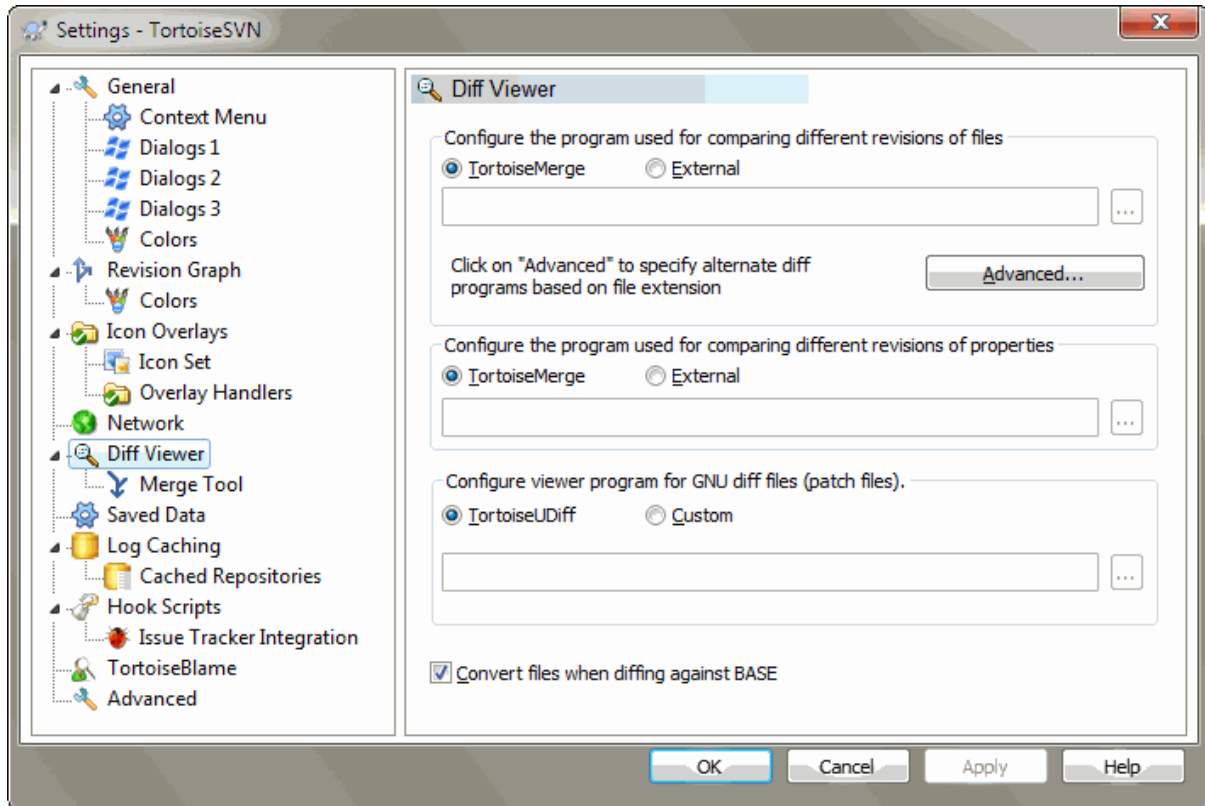 Settings - TortoiseSVN
General
Context Menu
Dialogs 1
Dialogs 2
Dialogs 3
Colors
Revision Graph
Colors
Icon Overlays
Icon Set
Overlay Handlers
Network
Diff Viewer
Merge Tool
Saved Data
Log Caching
Cached Repositories
Hook Scripts
Issue Tracker Integration
TortoiseBlame
Advanced
Diff Viewer
Configure the program used for comparing different revisions of files
TortoiseMerge External
...
Click on "Advanced" to specify alternate diff
programs based on file extension
Advanced...
Configure the program used for comparing different revisions of properties
TortoiseMerge External
...
Configure viewer program for GNU diff files (patch files).
TortoiseUDiff Custom
...
Convert files when diffing against BASE
OK Cancel Apply Help